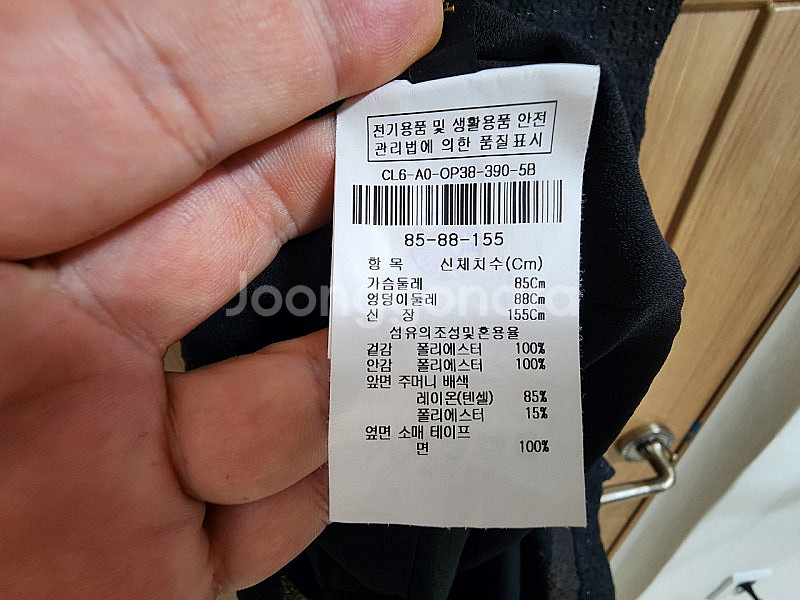 전기용품 및 생활용품 안전
관리법에 의한 품질표시
CL6-A0-OP38-390-5B
85-88-155
항 목 신체치수(Cm)
가슴둘레 85Cm
엉덩이둘레 88Cm
신 장 155Cm
섬유의조성및혼용율
겉감 폴리에스터 100%
안감 폴리에스터 100%
앞면 주머니 배색
레이온(텐셀) 85%
폴리에스터 15%
옆면 소매 테이프
면 100%
Joonggonara